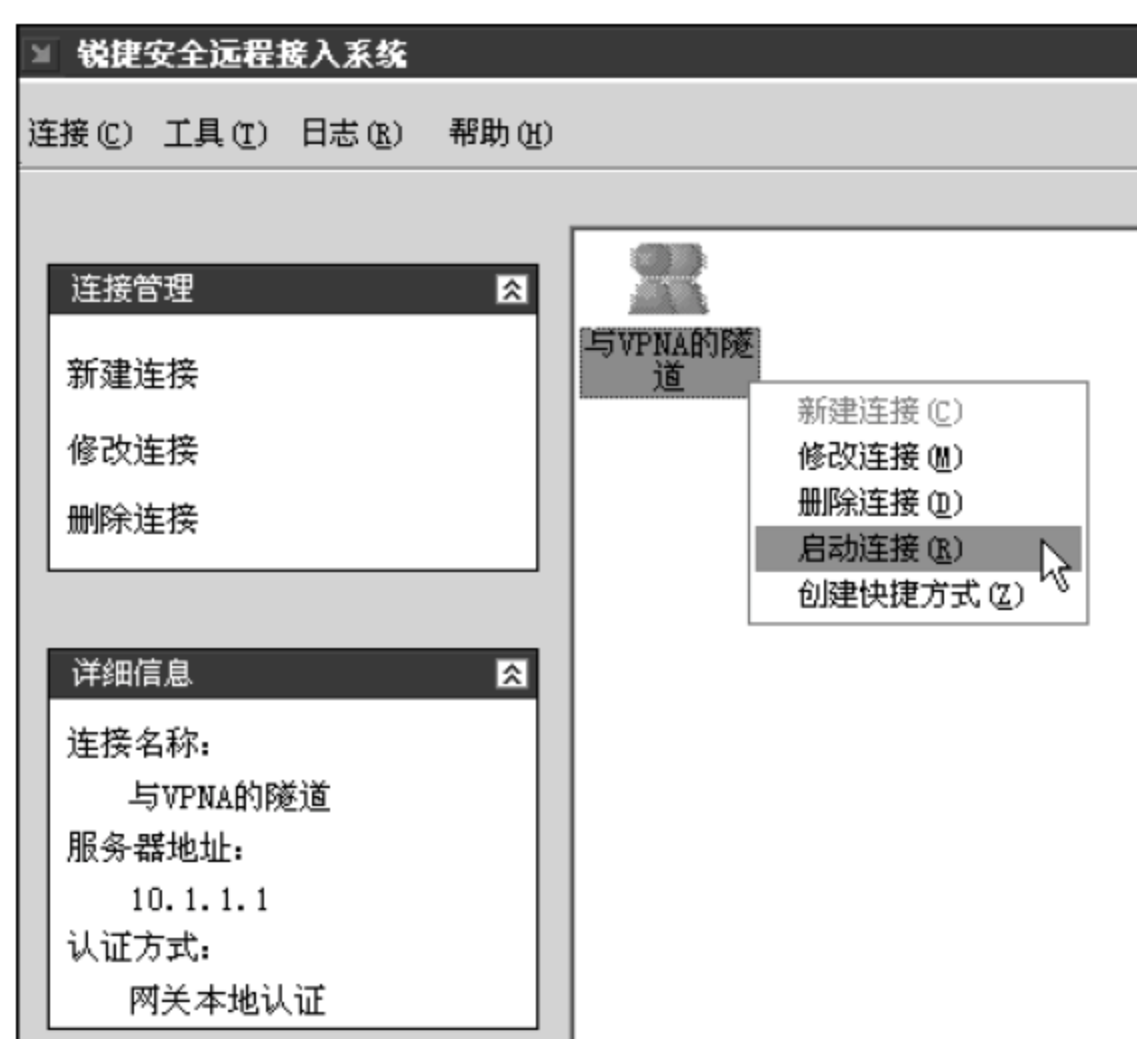 锐捷安全远程接入系统
连接(C) 工具(T) 日志(R) 帮助(H)
连接管理
新建连接
修改连接
删除连接
详细信息
连接名称：
与VPNA的隧道
服务器地址：
10.1.1.1
认证方式：
网关本地认证
与VPNA的隧
道
新建连接(C)
修改连接(M)
删除连接(D)
启动连接(R)
创建快捷方式(Z)